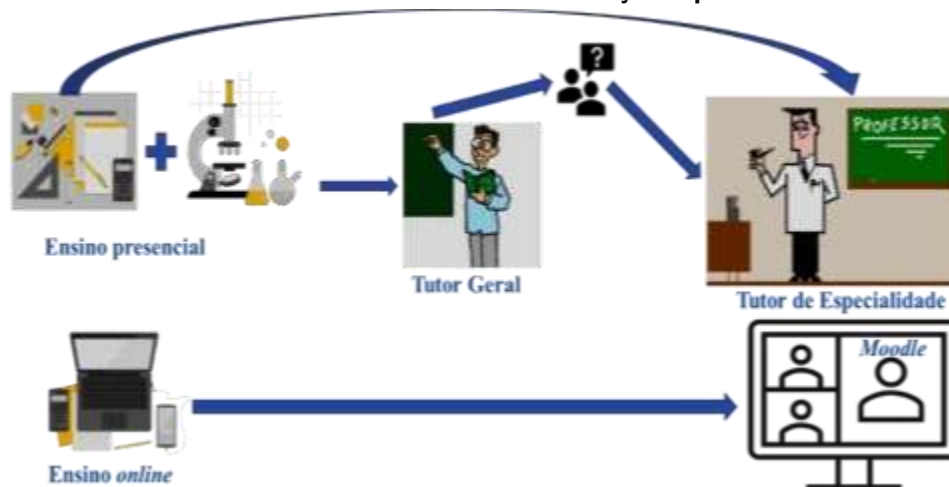 ?
PROFESSOR
Ensino presencial
Tutor Geral
Tutor de Especialidade
Moodle
Ensino online